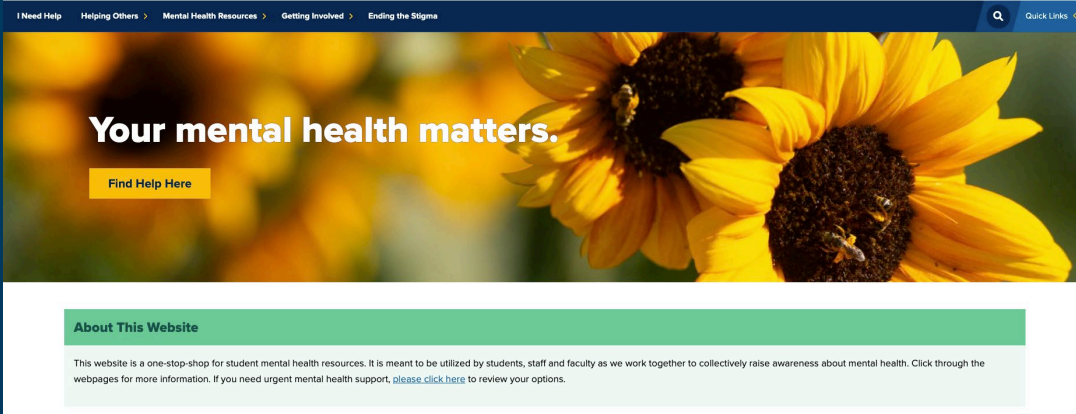 I Need Help Helping Others > Mental Health Resources > Getting Involved > Ending the Stigma Quick Links
Your mental health matters.
Find Help Here
About This Website
This website is a one-stop-shop for student mental health resources. It is meant to be utilized by students, staff and faculty as we work together to collectively raise awareness about mental health. Click through the
webpages for more information. If you need urgent mental health support, please click here to review your options.